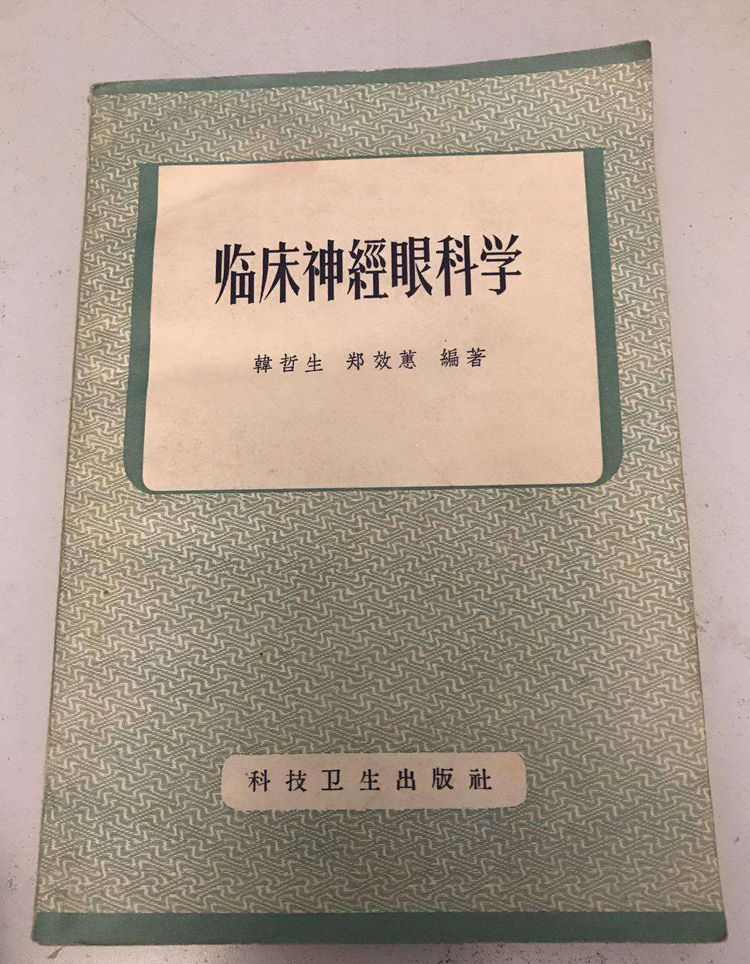 临床神經眼科学
韓哲生 郑效蕙 編著
科技卫生出版社